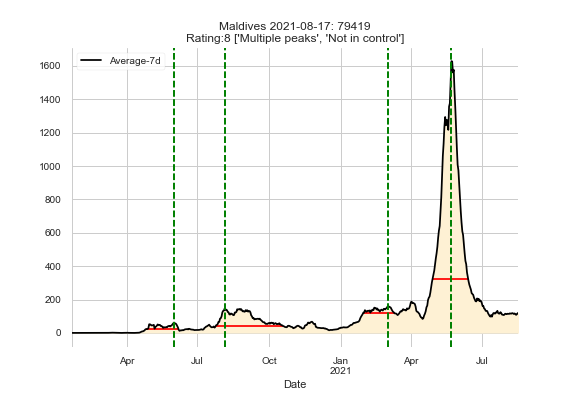 Maldives 2021-08-17: 79419
Rating:8 ['Multiple peaks', 'Not in control']
Average-7d
1600
1400
1200
1000
800
600
400
200
0
Apr Jul Oct Jan Apr Jul
2021
Date